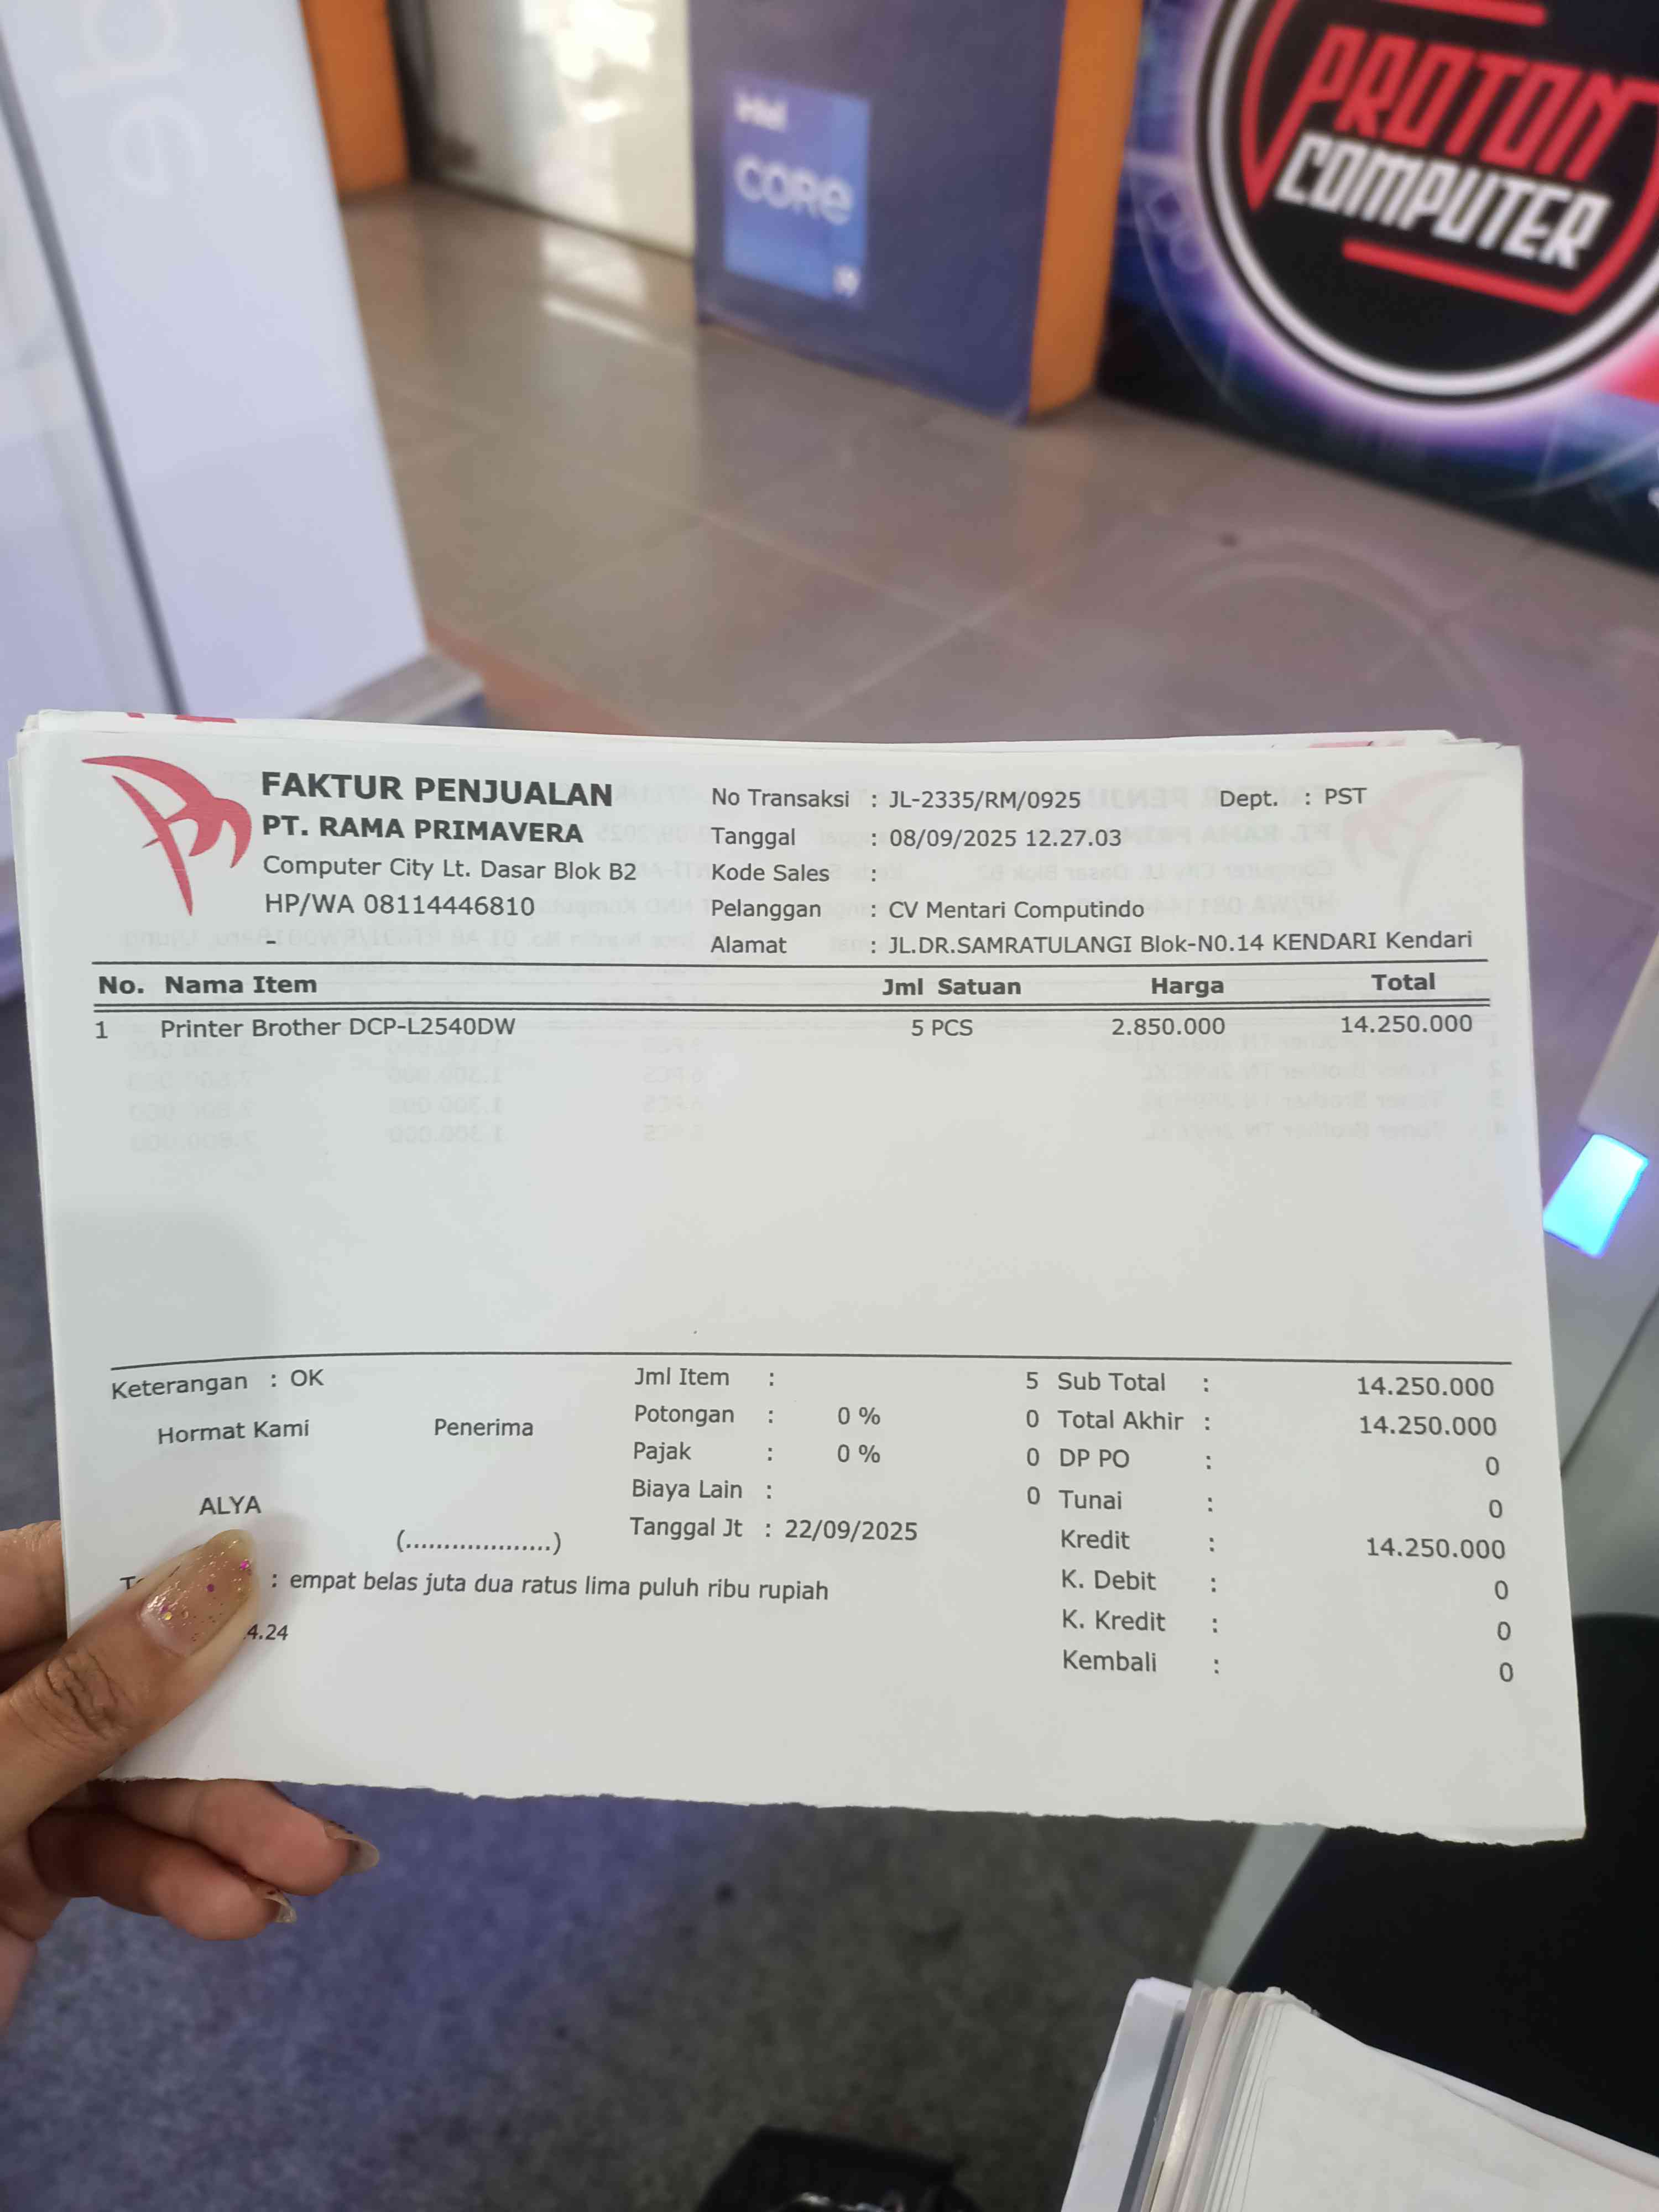 intel
CORE
i9
PROTON
COMPUTER
FAKTUR PENJUALAN
PT. RAMA PRIMAVERA
Computer City Lt. Dasar Blok B2
HP/WA 08114446810
-
No Transaksi : JL-2335/RM/0925 Dept. : PST
Tanggal : 08/09/2025 12.27.03
Kode Sales :
Pelanggan : CV Mentari Computindo
Alamat : JL.DR.SAMRATULANGI Blok-N0.14 KENDARI Kendari
No. Nama Item Jml Satuan Harga Total
1 Printer Brother DCP-L2540DW 5 PCS 2.850.000 14.250.000
Keterangan : OK
Hormat Kami Penerima
ALYA
(...................)
Jml Item : 5
Potongan : 0 % 0
Pajak : 0 % 0
Biaya Lain : 0
Tanggal Jt : 22/09/2025
Sub Total : 14.250.000
Total Akhir : 14.250.000
DP PO : 0
Tunai : 0
Kredit : 14.250.000
K. Debit : 0
K. Kredit : 0
Kembali : 0
: empat belas juta dua ratus lima puluh ribu rupiah
4.24